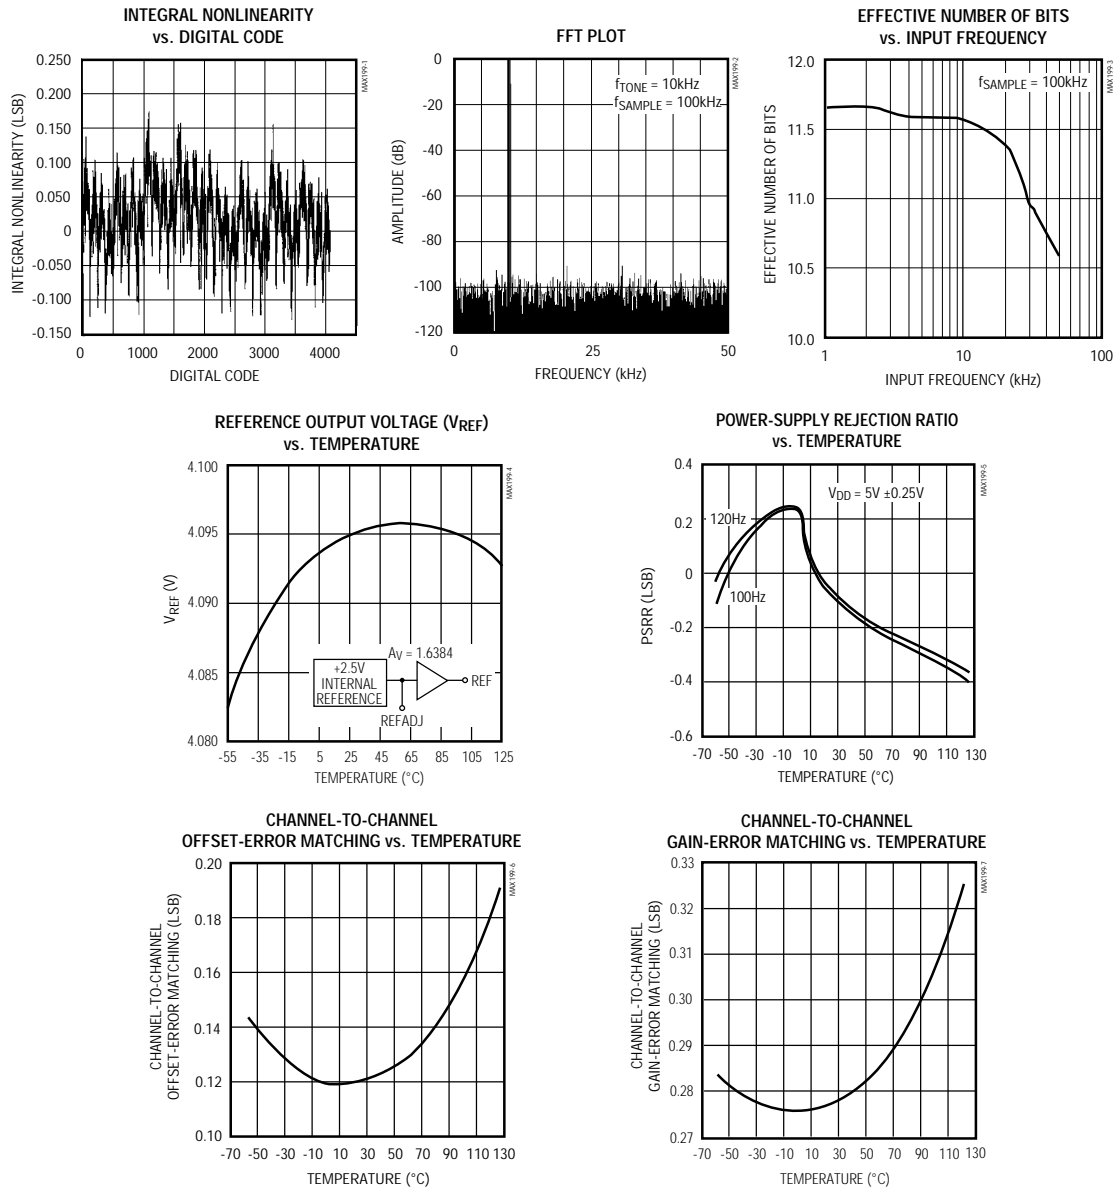 INTEGRAL NONLINEARITY
vs. DIGITAL CODE
0.250
0.200
0.150
0.100
0.050
0
-0.050
-0.100
-0.150
INTEGRAL NONLINEARITY (LSB)
0 1000 2000 3000 4000
DIGITAL CODE
MAX199-1
FFT PLOT
0
-20
-40
-60
-80
-100
-120
AMPLITUDE (dB)
fTONE = 10kHz
fSAMPLE = 100kHz
0 25 50
FREQUENCY (kHz)
MAX199-2
EFFECTIVE NUMBER OF BITS
vs. INPUT FREQUENCY
12.0
11.5
11.0
10.5
10.0
EFFECTIVE NUMBER OF BITS
fSAMPLE = 100kHz
1 10 100
INPUT FREQUENCY (kHz)
MAX199-3
REFERENCE OUTPUT VOLTAGE (VREF)
vs. TEMPERATURE
4.100
4.095
4.090
4.085
4.080
VREF (V)
AV = 1.6384
+2.5V
INTERNAL
REFERENCE
REF
REFADJ
-55 -35 -15 5 25 45 65 85 105 125
TEMPERATURE (°C)
MAX199-4
POWER-SUPPLY REJECTION RATIO
vs. TEMPERATURE
0.4
0.2
0
-0.2
-0.4
-0.6
PSRR (LSB)
VDD = 5V ±0.25V
120Hz
100Hz
-70 -50 -30 -10 10 30 50 70 90 110 130
TEMPERATURE (°C)
MAX199-5
CHANNEL-TO-CHANNEL
OFFSET-ERROR MATCHING vs. TEMPERATURE
0.20
0.18
0.16
0.14
0.12
0.10
CHANNEL-TO-CHANNEL
OFFSET-ERROR MATCHING (LSB)
-70 -50 -30 -10 10 30 50 70 90 110 130
TEMPERATURE (°C)
MAX199-6
CHANNEL-TO-CHANNEL
GAIN-ERROR MATCHING vs. TEMPERATURE
0.33
0.32
0.31
0.30
0.29
0.28
0.27
CHANNEL-TO-CHANNEL
GAIN-ERROR MATCHING (LSB)
-70 -50 -30 -10 10 30 50 70 90 110 130
TEMPERATURE (°C)
MAX199-7